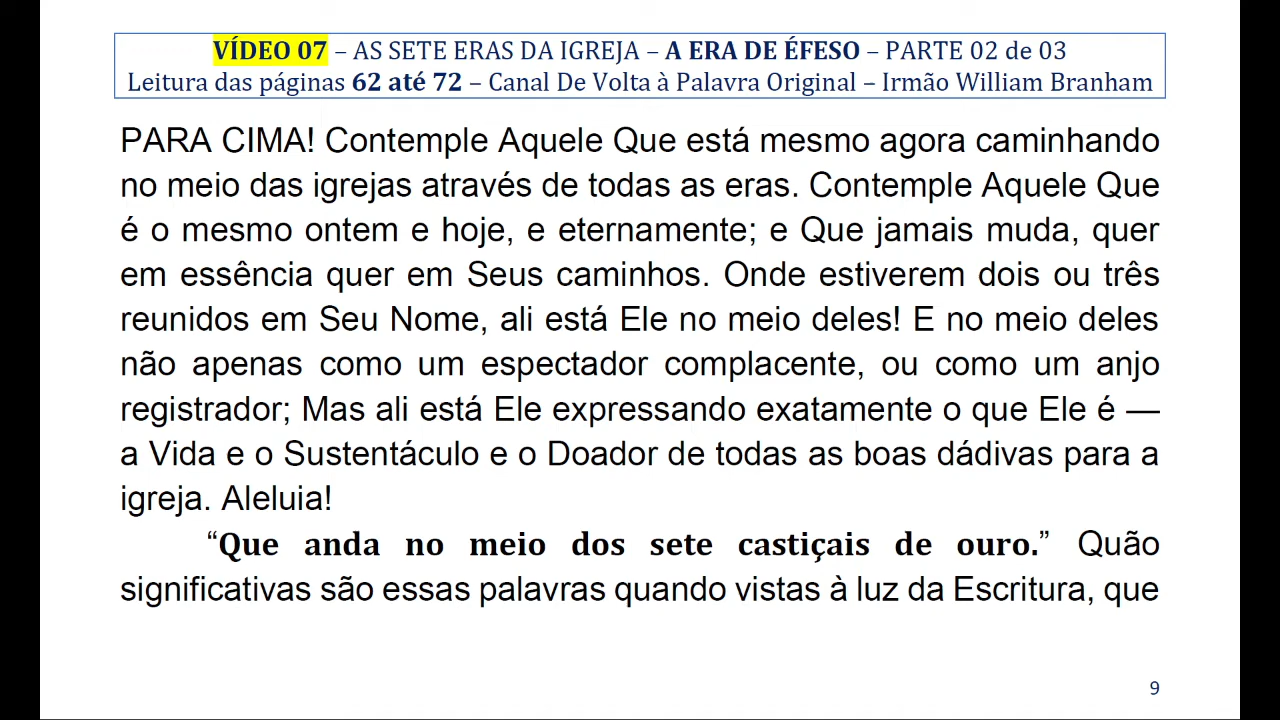 VÍDEO 07 – AS SETE ERAS DA IGREJA – A ERA DE ÉFESO – PARTE 02 de 03
Leitura das páginas 62 até 72 – Canal De Volta à Palavra Original – Irmão William Branham
PARA CIMA! Contemple Aquele Que está mesmo agora caminhando
no meio das igrejas através de todas as eras. Contemple Aquele Que
é o mesmo ontem e hoje, e eternamente; e Que jamais muda, quer
em essência quer em Seus caminhos. Onde estiverem dois ou três
reunidos em Seu Nome, ali está Ele no meio deles! E no meio deles
não apenas como um espectador complacente, ou como um anjo
registrador; Mas ali está Ele expressando exatamente o que Ele é —
a Vida e o Sustentáculo e o Doador de todas as boas dádivas para a
igreja. Aleluia!
“Que anda no meio dos sete castiçais de ouro.” Quão
significativas são essas palavras quando vistas à luz da Escritura, que
9